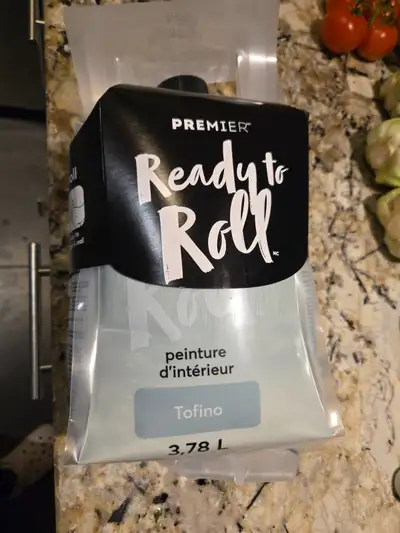 PREMIER
Ready to
Roll
MC
peinture
d'intérieur
Tofino
3,78 L